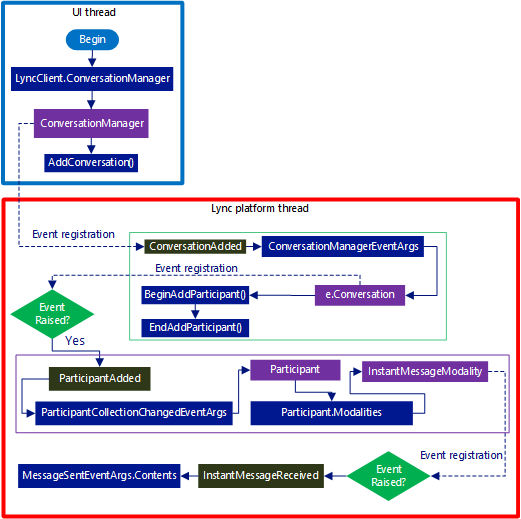 UI thread
Begin
LyncClient.ConversationManager
ConversationManager
AddConversation()
Lync platform thread
Event registration
ConversationAdded
ConversationManagerEventArgs
Event registration
BeginAddParticipant()
e.Conversation
Event
Raised?
EndAddParticipant()
Yes
ParticipantAdded
Participant
InstantMessageModality
ParticipantCollectionChangedEventArgs
Participant.Modalities
Event registration
MessageSentEventArgs.Contents
InstantMessageReceived
Event
Raised?